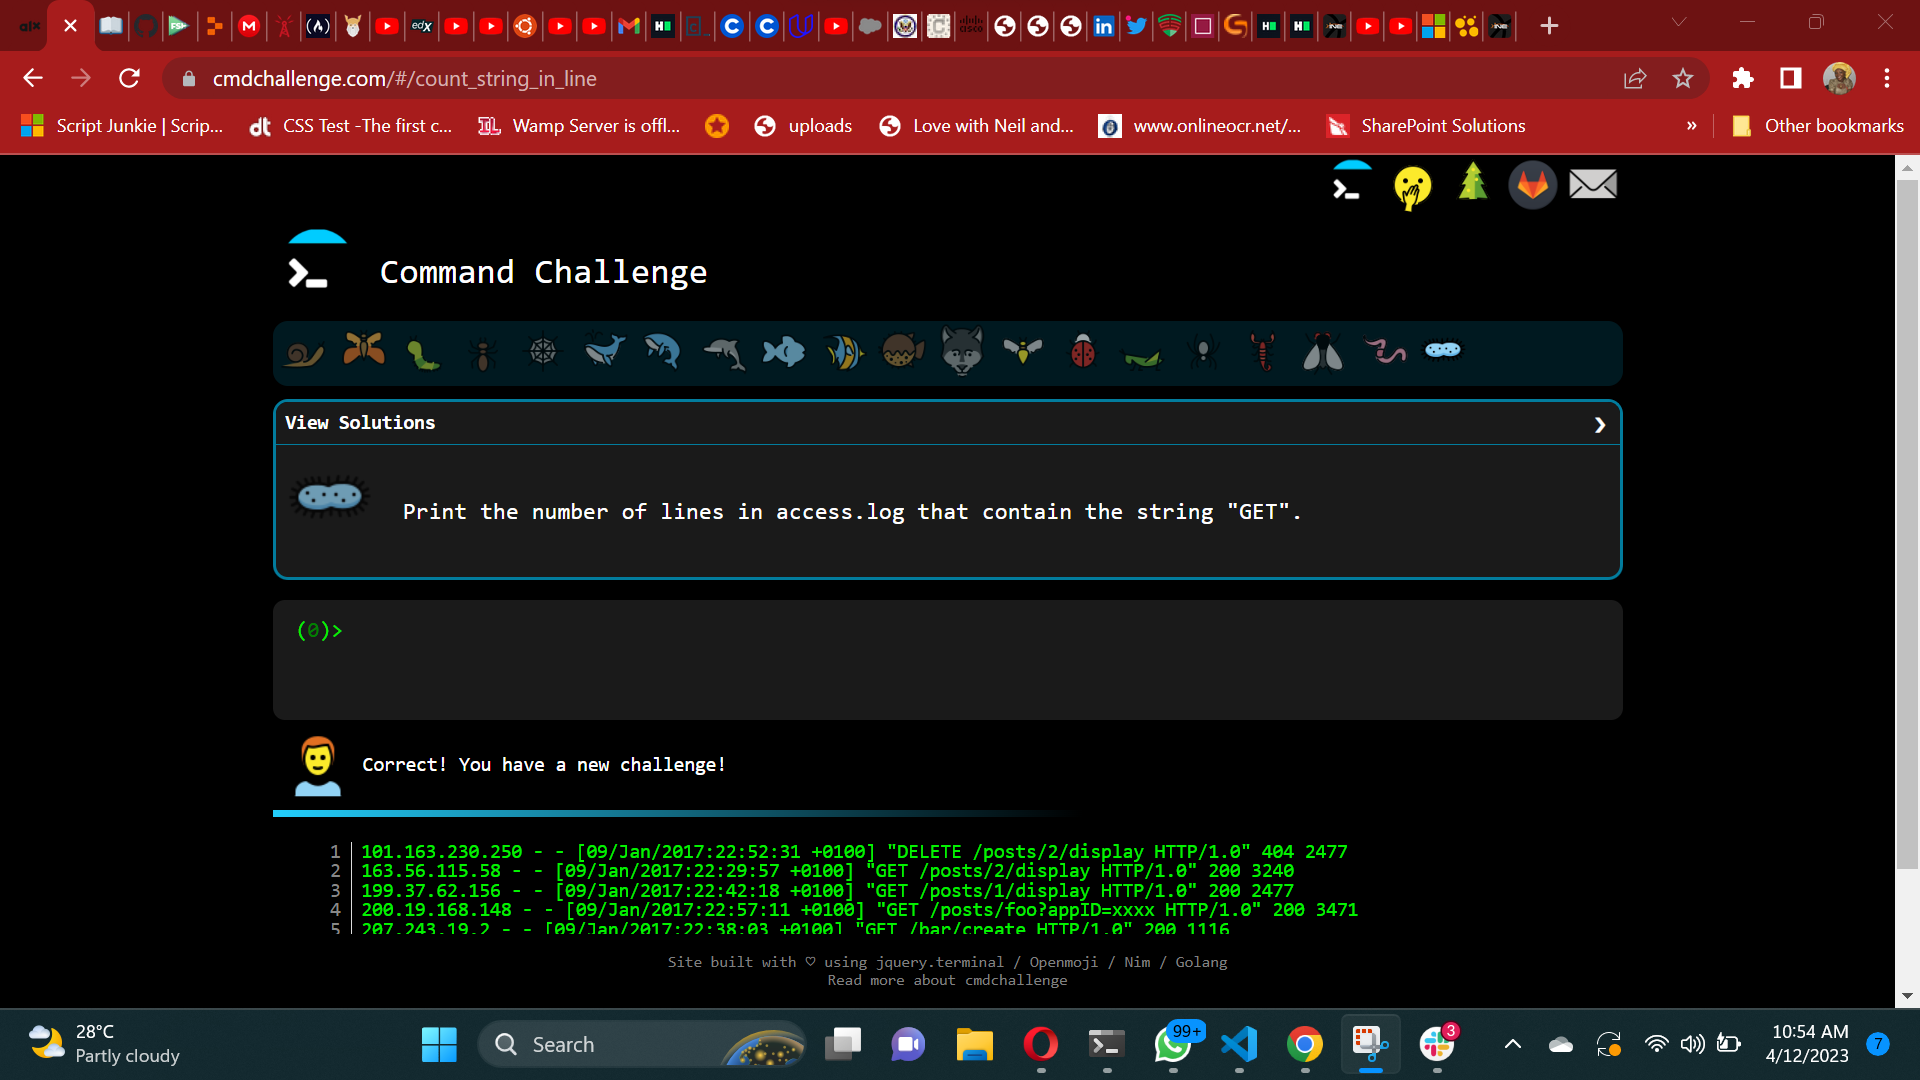 cmdchallenge.com/#/count_string_in_line
Script Junkie | Scrip...
CSS Test -The first c...
Wamp Server is offl...
uploads
Love with Neil and...
www.onlineocr.net/...
SharePoint Solutions
»
Other bookmarks
Command Challenge
View Solutions
Print the number of lines in access.log that contain the string "GET".
(0)>
Correct! You have a new challenge!
1 101.163.230.250 - - [09/Jan/2017:22:52:31 +0100] "DELETE /posts/2/display HTTP/1.0" 404 2477
2 163.56.115.58 - - [09/Jan/2017:22:29:57 +0100] "GET /posts/2/display HTTP/1.0" 200 3240
3 199.37.62.156 - - [09/Jan/2017:22:42:18 +0100] "GET /posts/1/display HTTP/1.0" 200 2477
4 200.19.168.148 - - [09/Jan/2017:22:57:11 +0100] "GET /posts/foo?appID=xxxx HTTP/1.0" 200 3471
5 207.243.19.2 - - [09/Jan/2017:22:38:03 +0100] "GET /bar/create HTTP/1.0" 200 1116
Site built with ♡ using jquery.terminal / Openmoji / Nim / Golang
Read more about cmdchallenge
28°C
Partly cloudy
Search
99+
3
10:54 AM
4/12/2023
7